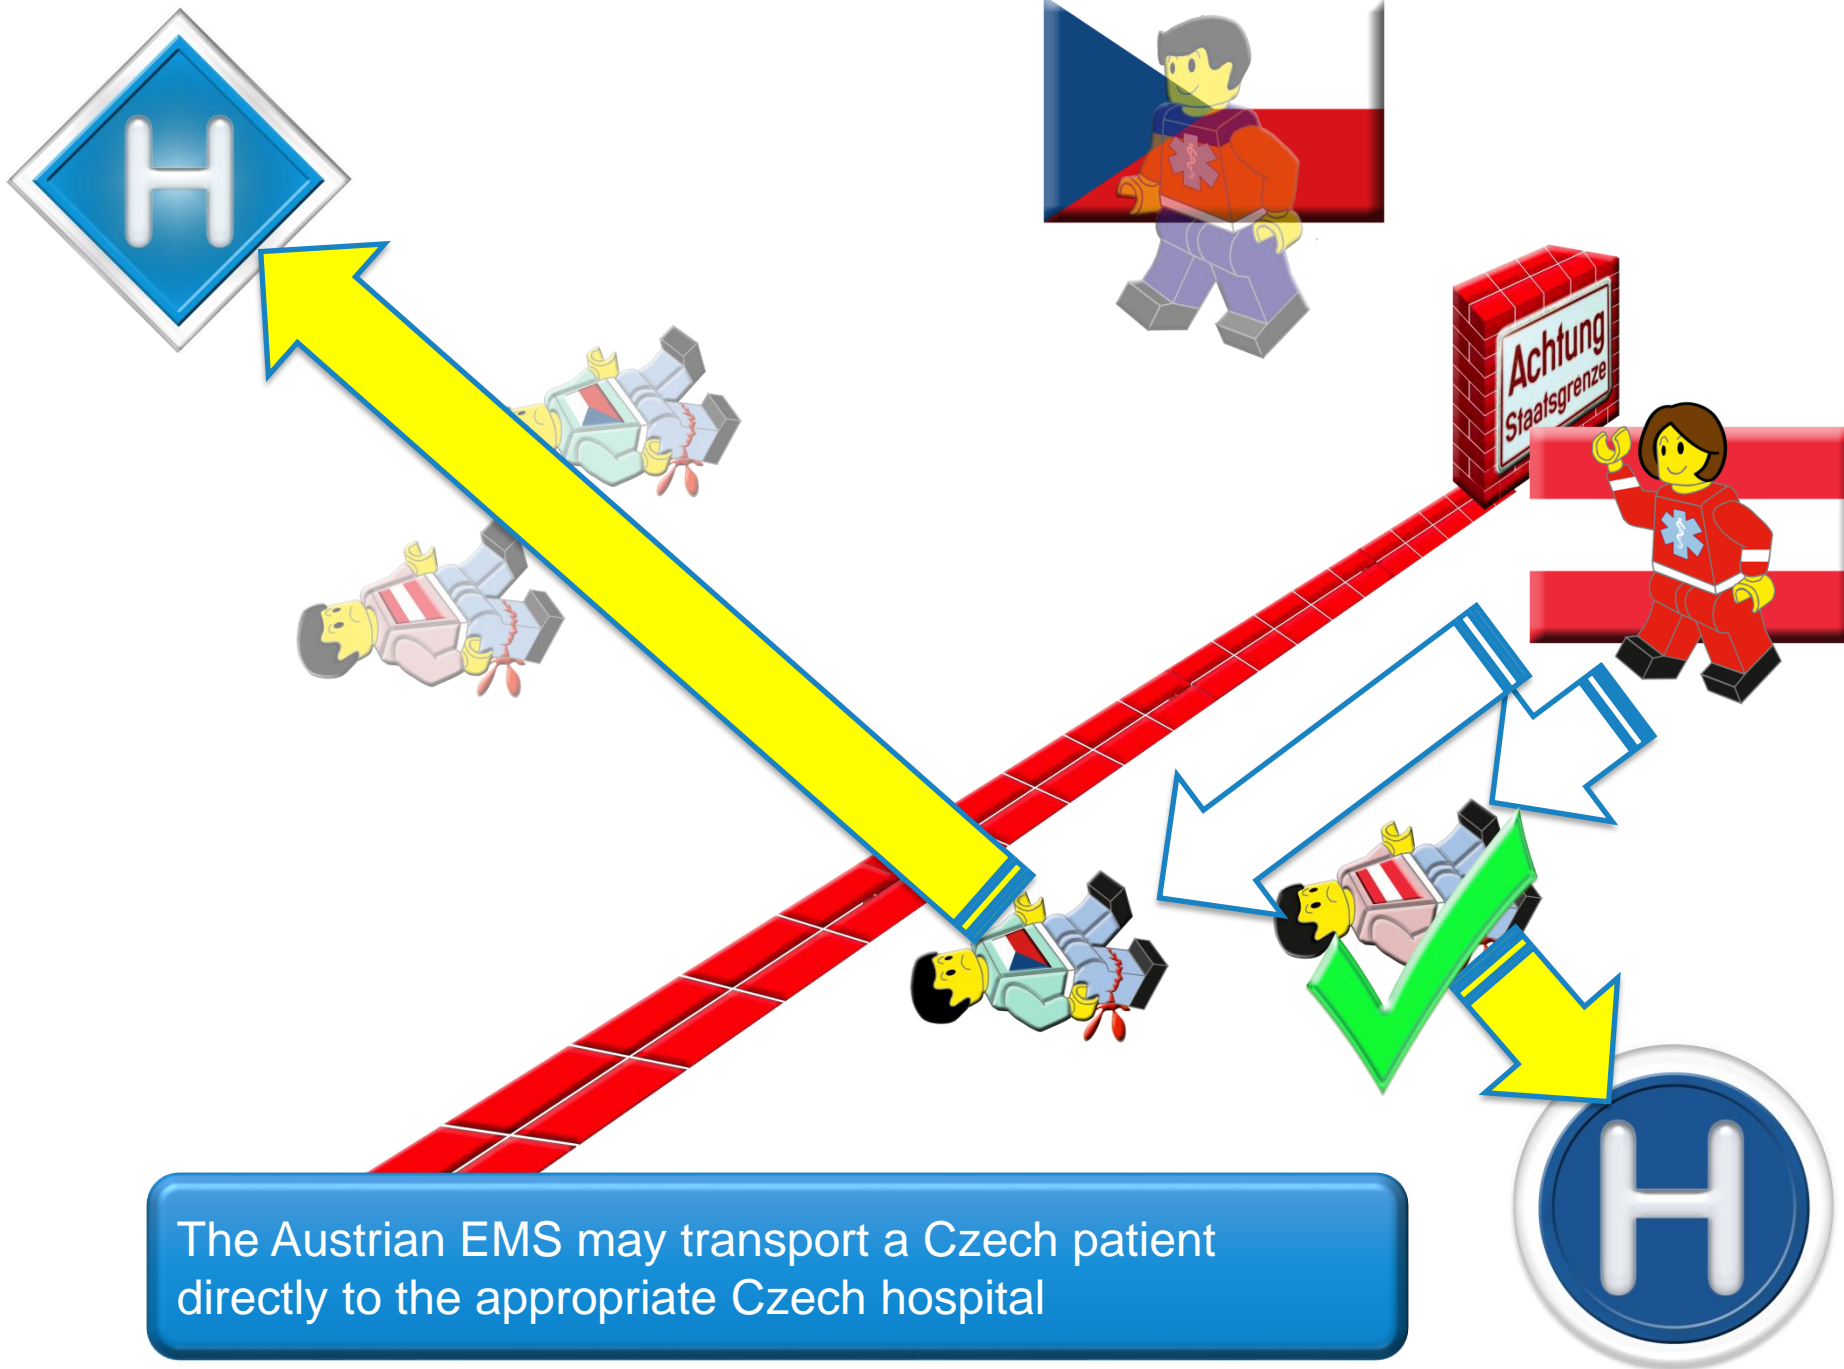 H
Achtung
Staatsgrenze
H
The Austrian EMS may transport a Czech patient
directly to the appropriate Czech hospital